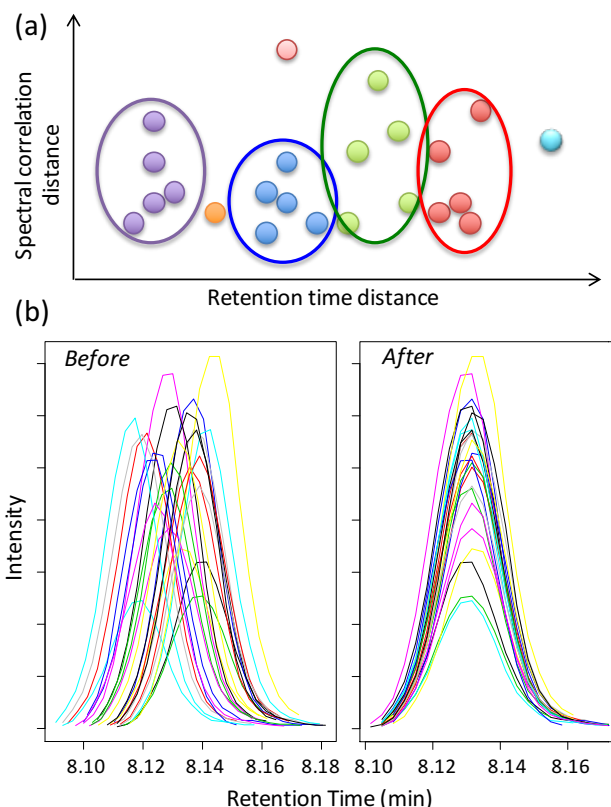 (a)
Spectral correlation
distance
Retention time distance
(b)
Before
After
Intensity
8.10 8.12 8.14 8.16 8.18
8.10 8.12 8.14 8.16
Retention Time (min)